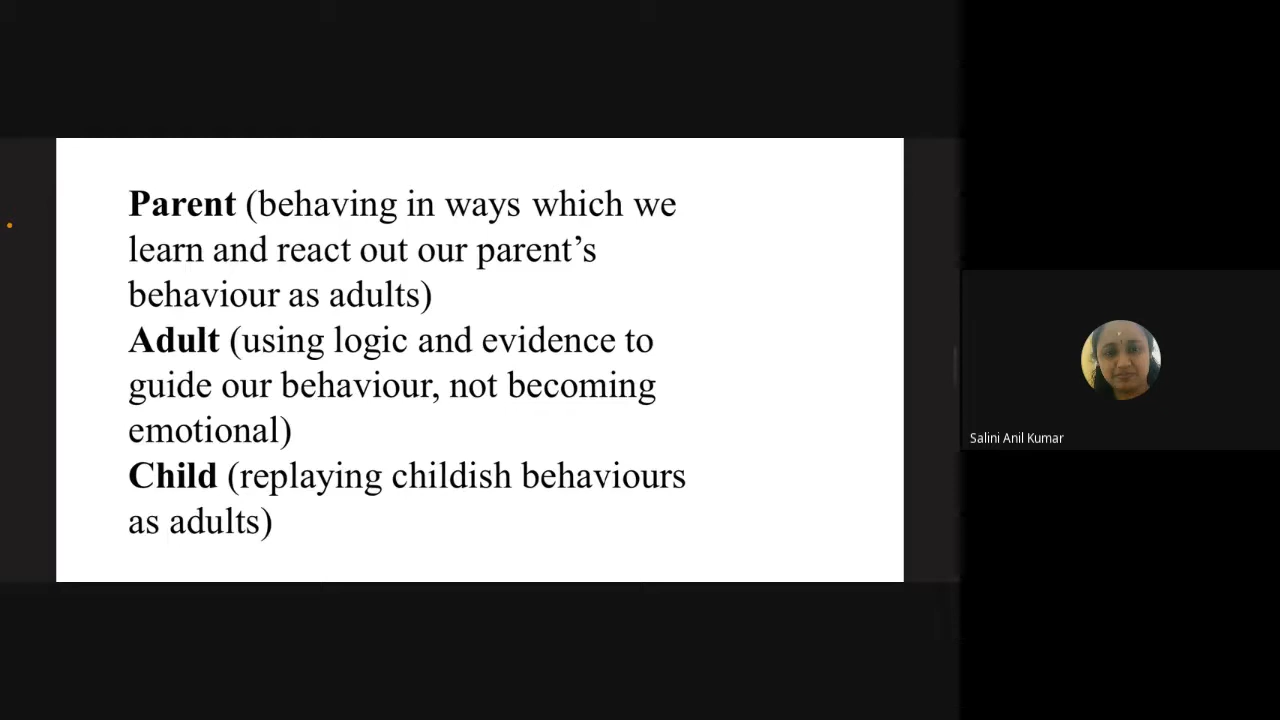 Parent (behaving in ways which we
learn and react out our parent’s
behaviour as adults)
Adult (using logic and evidence to
guide our behaviour, not becoming
emotional)
Child (replaying childish behaviours
as adults)
Salini Anil Kumar